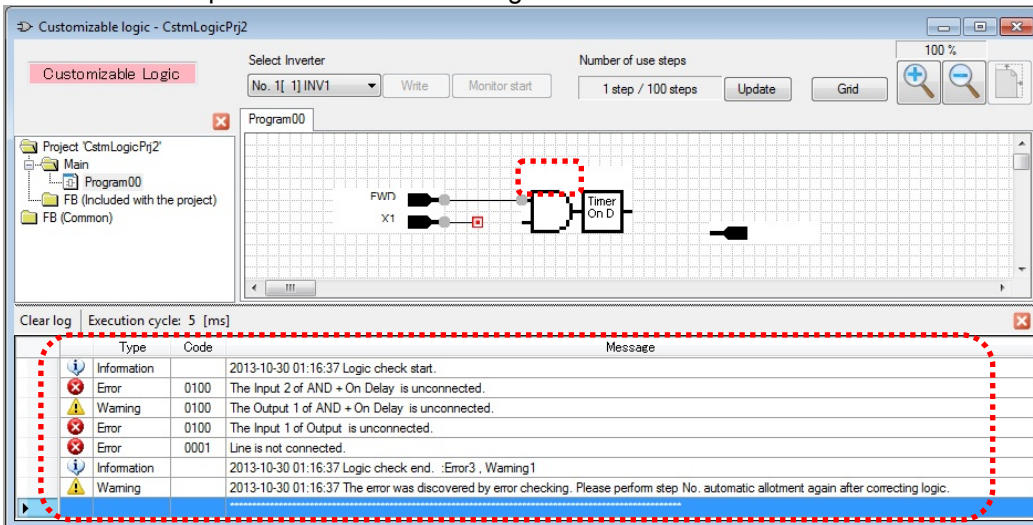 Customizable logic - CstmLogicPrj2
Customizable Logic
Select Inverter
No. 1[ 1] INV1
Write
Monitor start
Number of use steps
1 step / 100 steps
Update
Grid
100 %
Project 'CstmLogicPrj2'
Main
Program00
FB (Included with the project)
FB (Common)
Program00
FWD
X1
Timer
On D
Clear log
Execution cycle: 5 [ms]
Type Code Message
Information 2013-10-30 01:16:37 Logic check start.
Error 0100 The Input 2 of AND + On Delay is unconnected.
Warning 0100 The Output 1 of AND + On Delay is unconnected.
Error 0100 The Input 1 of Output is unconnected.
Error 0001 Line is not connected.
Information 2013-10-30 01:16:37 Logic check end. :Error3 , Warning1
Warning 2013-10-30 01:16:37 The error was discovered by error checking. Please perform step No. automatic allotment again after correcting logic.